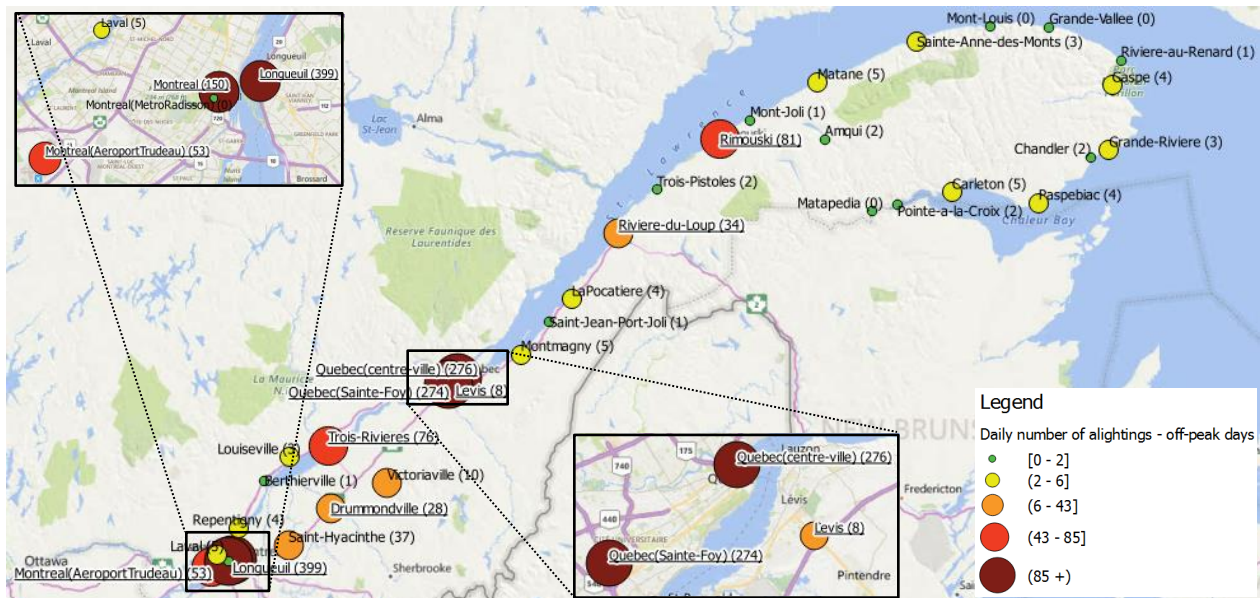 Laval (5)
Laval
Longueuil
Longueuil (399)
Montreal (150)
Montreal(MetroRadisson) (0)
Montreal(AeroportTrudeau) (53)
Brossard
Lac
St-Jean
Alma
Mont-Louis (0)
Grande-Vallee (0)
Sainte-Anne-des-Monts (3)
Riviere-au-Renard (1)
Matane (5)
Gaspe (4)
Mont-Joli (1)
Rimouski (81)
Amqui (2)
Grande-Riviere (3)
Chandler (2)
Trois-Pistoles (2)
Carleton (5)
Paspebiac (4)
Matapedia (0)
Pointe-a-la-Croix (2)
Chaleur Bay
Riviere-du-Loup (34)
Reserve Faunique des
Laurentides
2
LaPocatiere (4)
Saint-Jean-Port-Joli (1)
Montmagny (5)
Quebec(centre-ville) (276)
Quebec(Sainte-Foy) (274)
Levis (8)
La Mauricie
Trois-Rivieres (76)
Louiseville (3)
Berthierville (1)
Victoriaville (10)
Drummondville (28)
Repentigny (4)
Saint-Hyacinthe (37)
Laval (5)
Longueuil (399)
Montreal(AeroportTrudeau) (53)
Ottawa
Sherbrooke
Lauzon
175
740
Quebec(centre-ville) (276)
Lévis
440
Levis (8)
Quebec(Sainte-Foy) (274)
Pintendre
540
Fredericton
Legend
Daily number of alightings - off-peak days
[0 - 2]
(2 - 6]
(6 - 43]
(43 - 85]
(85 +)